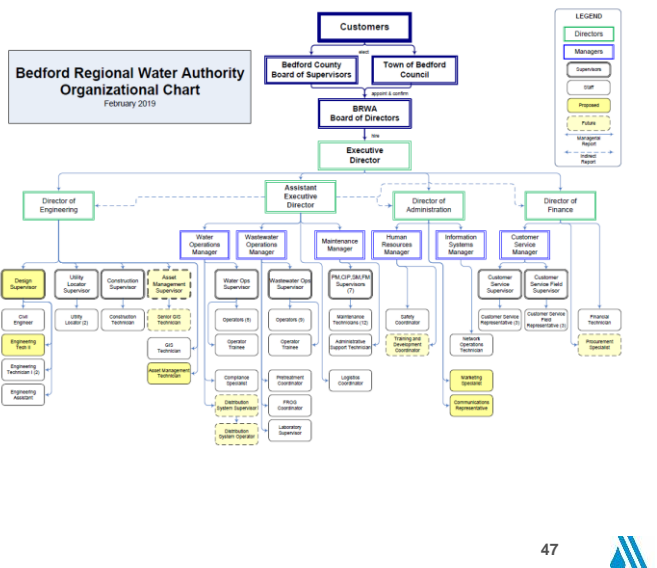 Bedford Regional Water Authority
Organizational Chart
February 2019
Customers
elect
Bedford County
Board of Supervisors
Town of Bedford
Council
appoint & confirm
BRWA
Board of Directors
hire
Executive
Director
LEGEND
Directors
Managers
Supervisors
Staff
Proposed
Future
Managerial
Report
Indirect
Report
Director of
Engineering
Assistant
Executive
Director
Director of
Administration
Director of
Finance
Water
Operations
Manager
Wastewater
Operations
Manager
Maintenance
Manager
Human
Resources
Manager
Information
Systems
Manager
Customer
Service
Manager
Design
Supervisor
Utility
Locator
Supervisor
Construction
Supervisor
Asset
Management
Supervisor
Water Ops
Supervisor
Wastewater Ops
Supervisor
PM,CIP,SM,FM
Supervisors
(7)
Customer
Service
Supervisor
Customer
Service Field
Supervisor
Civil
Engineer
Utility
Locator (2)
Construction
Technician
Senior GIS
Technician
Operators (8)
Operators (9)
Maintenance
Technicians (12)
Safety
Coordinator
Customer Service
Representative (3)
Customer Service
Field
Representative (3)
Financial
Technician
Engineering
Tech II
GIS
Technician
Operator
Trainee
Operator
Trainee
Administrative
Support Technician
Training and
Development
Coordinator
Network
Operations
Technician
Procurement
Specialist
Engineering
Technician I (2)
Asset Management
Technician
Compliance
Specialist
Pretreatment
Coordinator
Logistics
Coordinator
Marketing
Specialist
Engineering
Assistant
Distribution
System Supervisor
FROG
Coordinator
Communications
Representative
Distribution
System Operator
Laboratory
Supervisor
47